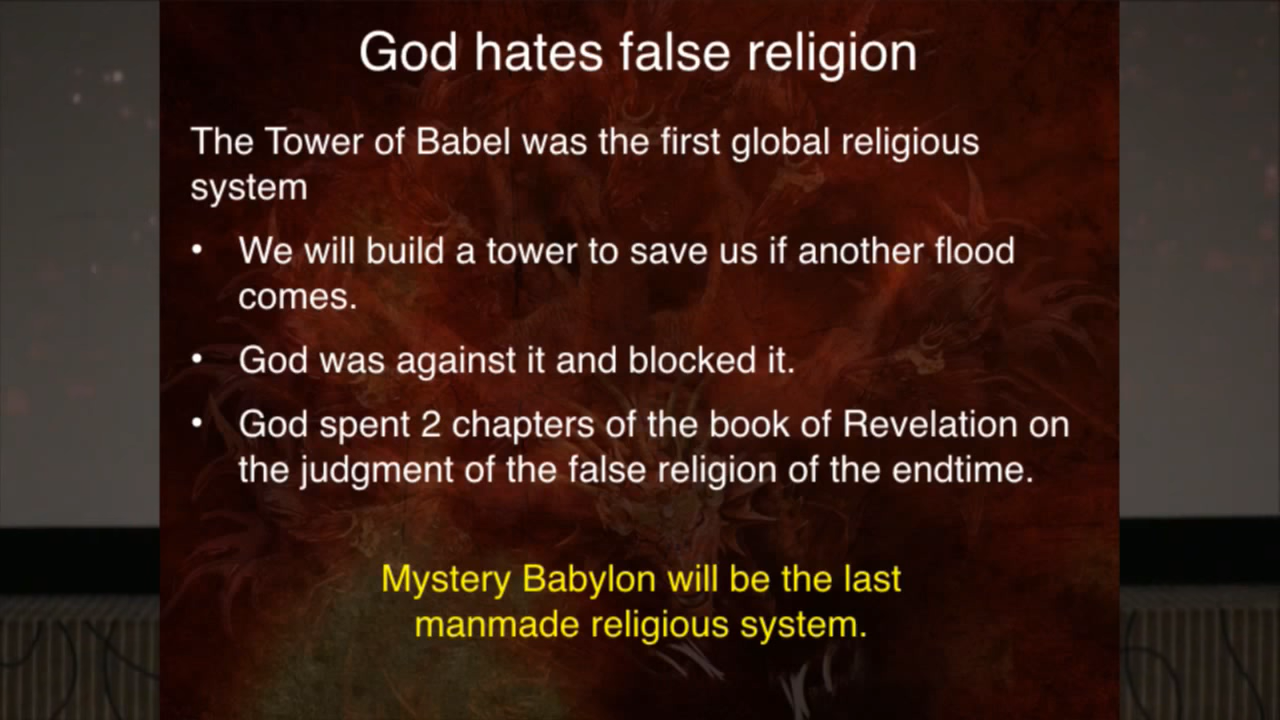 God hates false religion
The Tower of Babel was the first global religious
system
• We will build a tower to save us if another flood
comes.
• God was against it and blocked it.
• God spent 2 chapters of the book of Revelation on
the judgment of the false religion of the endtime.
Mystery Babylon will be the last
manmade religious system.